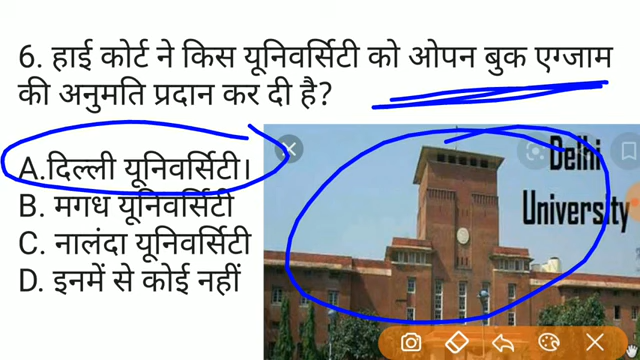 6. हाई कोर्ट ने किस यूनिवर्सिटी को ओपन बुक एग्जाम
की अनुमति प्रदान कर दी है?
A.दिल्ली यूनिवर्सिटी।
B. मगध यूनिवर्सिटी
C. नालंदा यूनिवर्सिटी
D. इनमें से कोई नहीं
Delhi
University